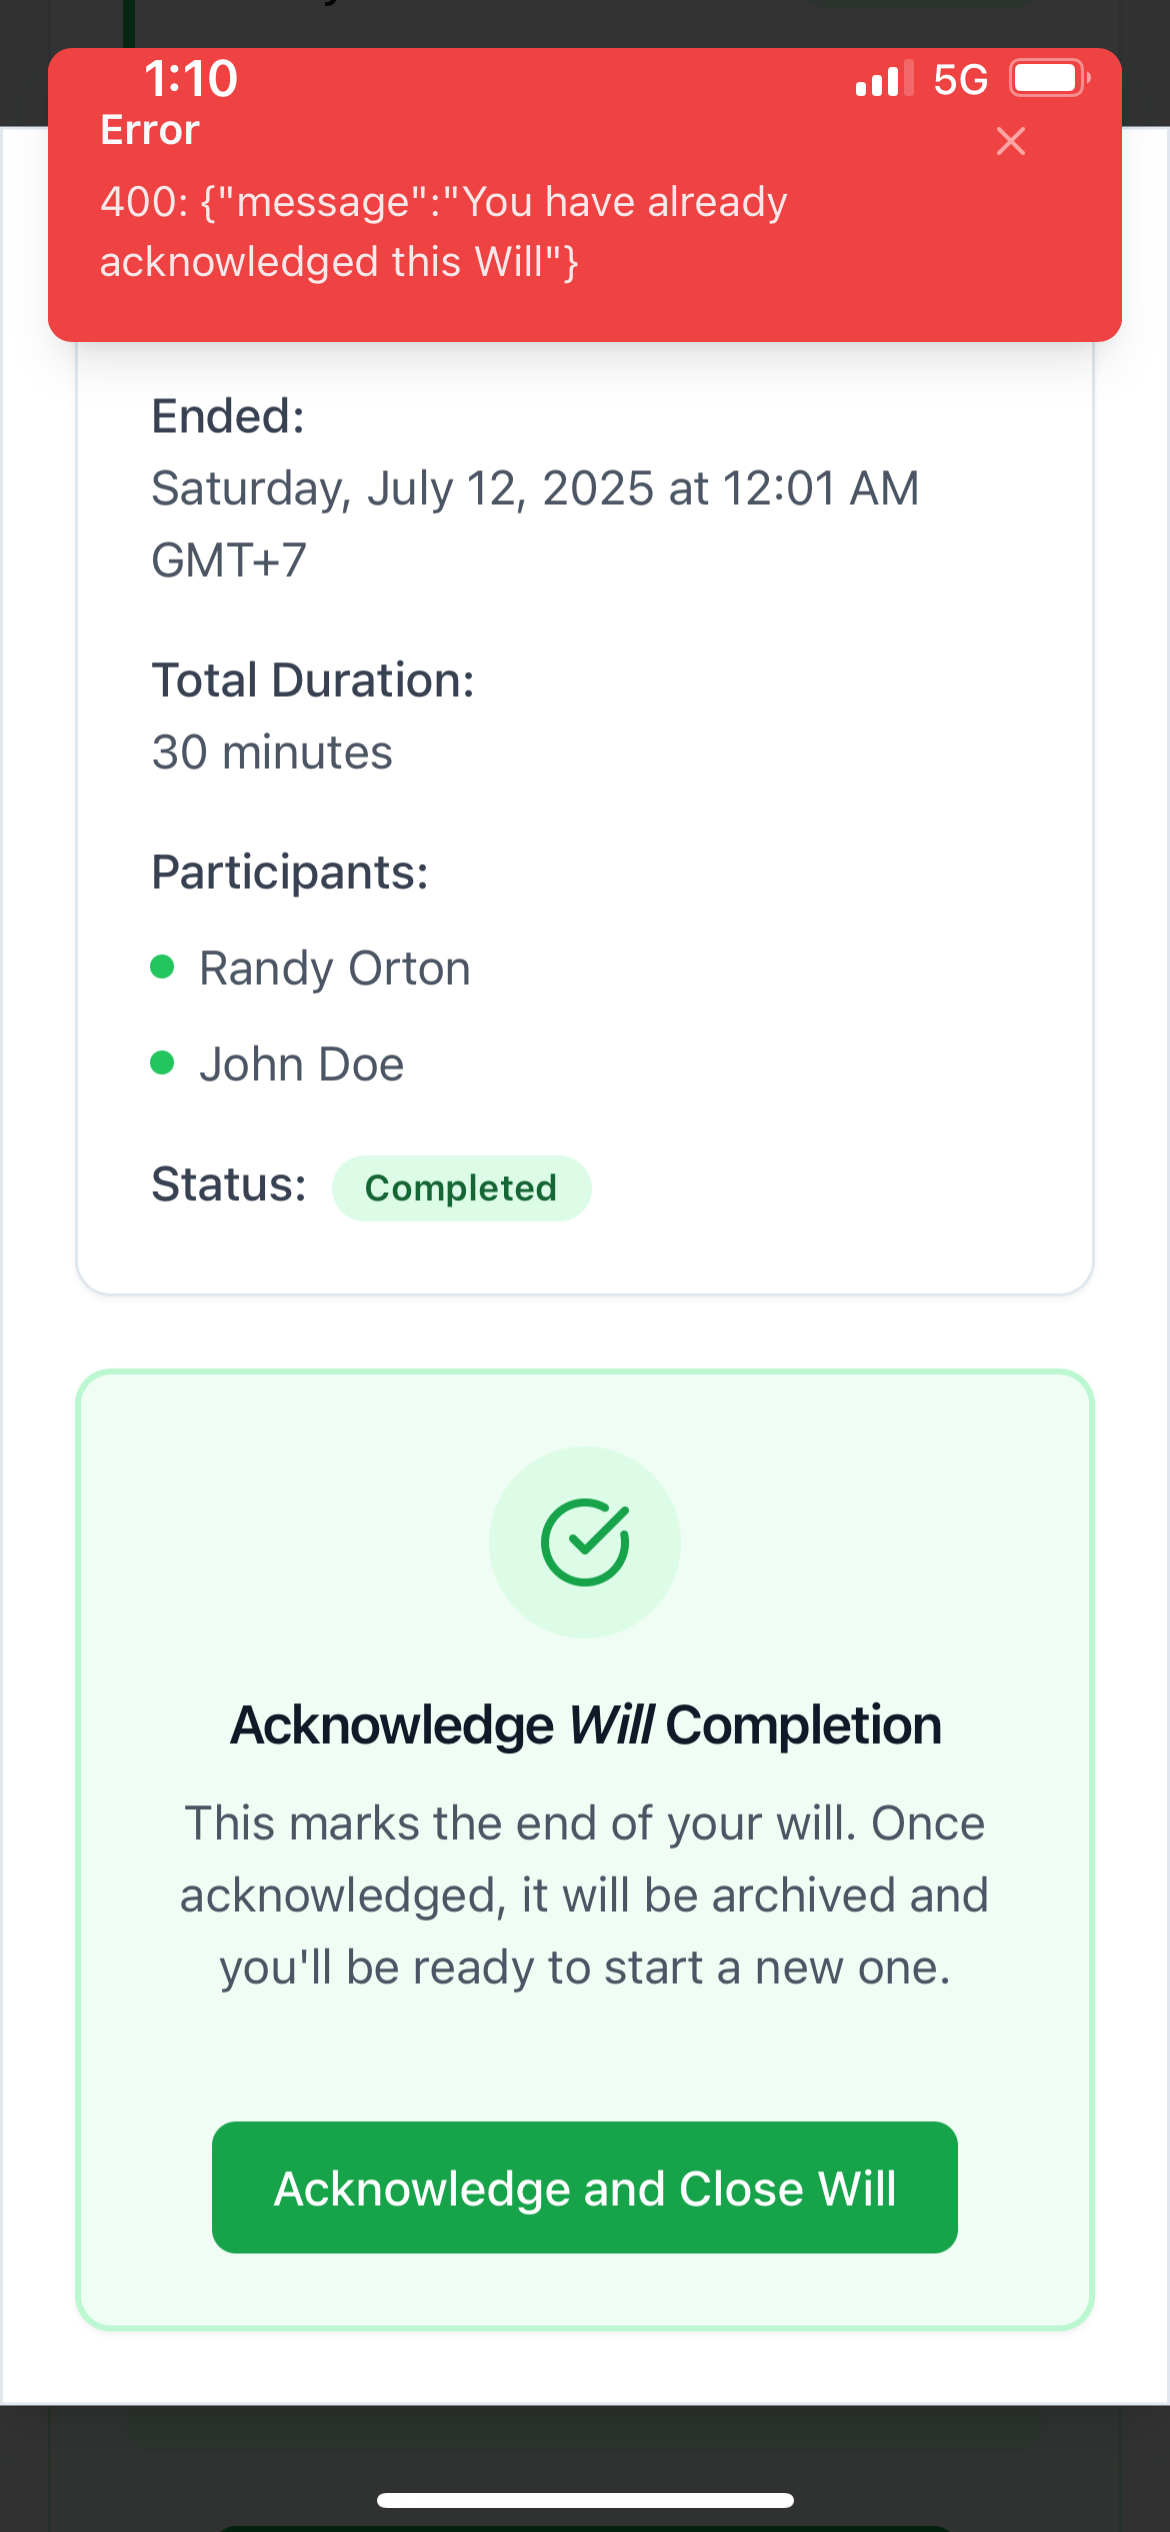 1:10
5G
Error
400: {"message":"You have already
acknowledged this Will"}
Ended:
Saturday, July 12, 2025 at 12:01 AM
GMT+7
Total Duration:
30 minutes
Participants:
Randy Orton
John Doe
Status: Completed
Acknowledge Will Completion
This marks the end of your will. Once
acknowledged, it will be archived and
you'll be ready to start a new one.
Acknowledge and Close Will